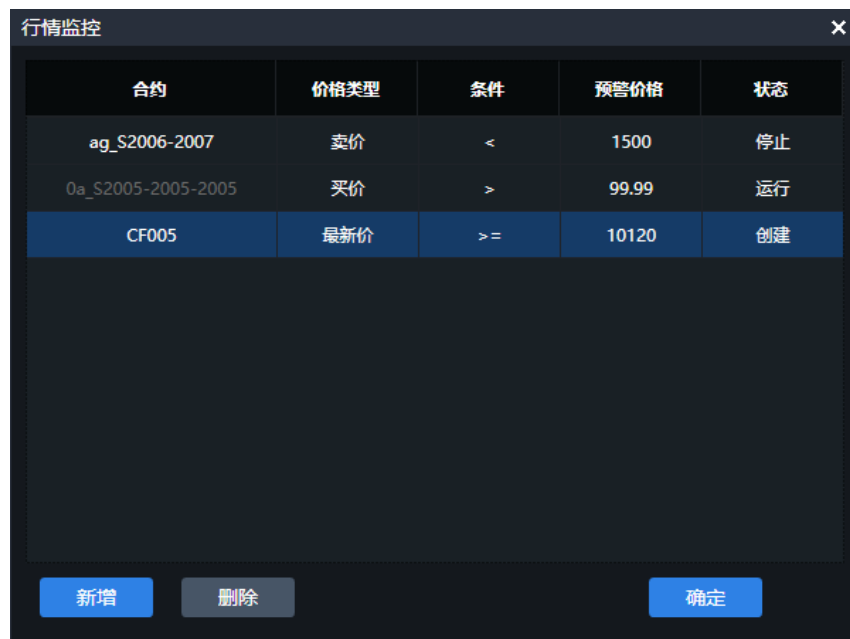 行情监控
合约 价格类型 条件 预警价格 状态
ag_S2006-2007 卖价 < 1500 停止
0a_S2005-2005-2005 买价 > 99.99 运行
CF005 最新价 >= 10120 创建
新增 删除 确定